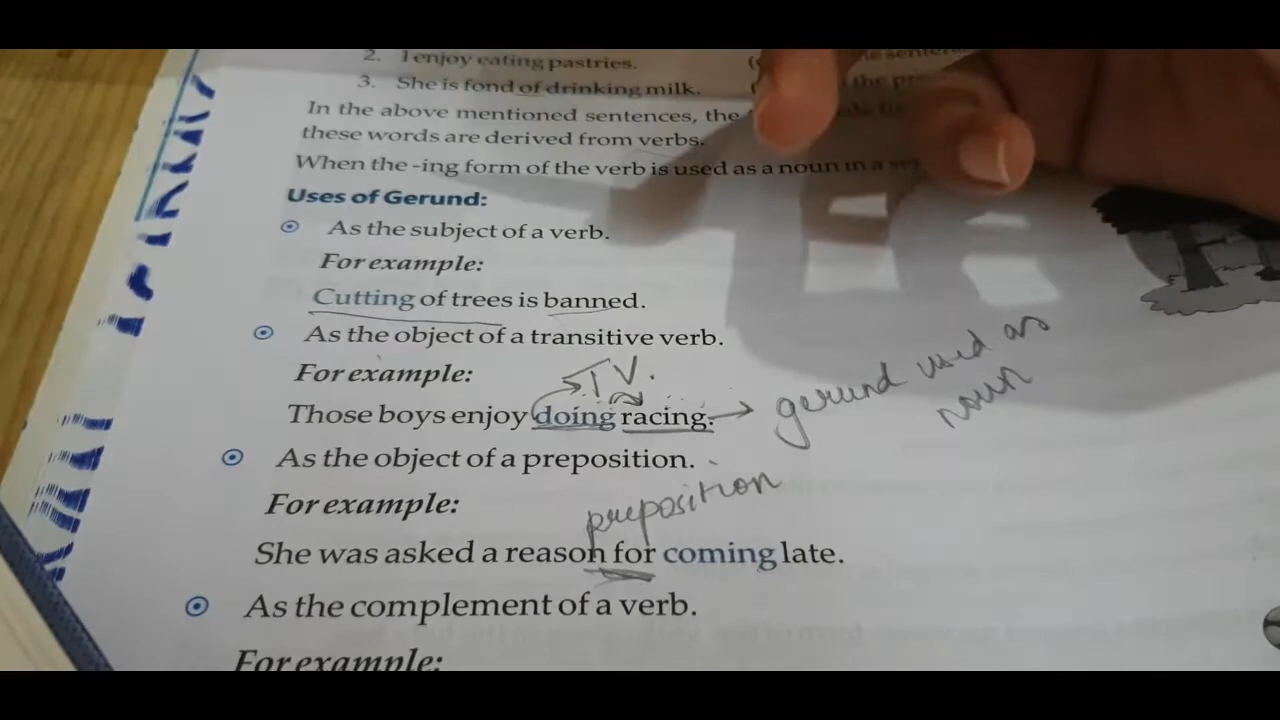 2. I enjoy eating pastries.
3. She is fond of drinking milk. the
In the above mentioned sentences, the
these words are derived from verbs.
When the -ing form of the verb is used as a noun in a
Uses of Gerund:
As the subject of a verb.
For example:
Cutting of trees is banned.
As the object of a transitive verb.
For example:
T V.
Those boys enjoy doing racing. → gerund used as
noun
As the object of a preposition.
For example:
preposition
She was asked a reason for coming late.
As the complement of a verb.
For example: